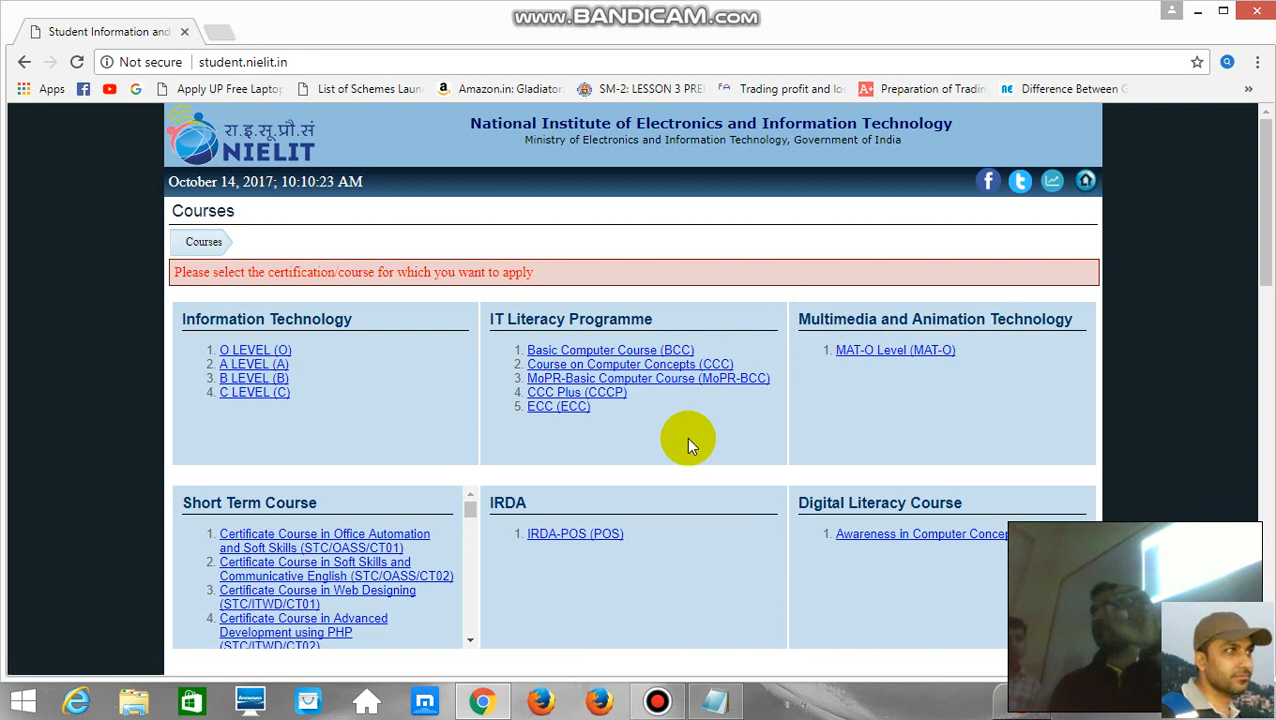 www.BANDICAM.com
Student Information and
Not secure
student.nielit.in
Apps
Apply UP Free Laptop
List of Schemes Laun
Amazon.in: Gladiator
SM-2: LESSON 3 PRE
FA
Trading profit and los
A+
Preparation of Tradin
NE
Difference Between G
»
रा.इ.सू.प्रौ.सं
NIELIT
National Institute of Electronics and Information Technology
Ministry of Electronics and Information Technology, Government of India
October 14, 2017; 10:10:23 AM
Courses
Courses
Please select the certification/course for which you want to apply
Information Technology
1. O LEVEL (O)
2. A LEVEL (A)
3. B LEVEL (B)
4. C LEVEL (C)
IT Literacy Programme
1. Basic Computer Course (BCC)
2. Course on Computer Concepts (CCC)
3. MoPR-Basic Computer Course (MoPR-BCC)
4. CCC Plus (CCCP)
5. ECC (ECC)
Multimedia and Animation Technology
1. MAT-O Level (MAT-O)
Short Term Course
1. Certificate Course in Office Automation
and Soft Skills (STC/OASS/CT01)
2. Certificate Course in Soft Skills and
Communicative English (STC/OASS/CT02)
3. Certificate Course in Web Designing
(STC/ITWD/CT01)
4. Certificate Course in Advanced
Development using PHP
(STC/ITWD/CT02)
IRDA
1. IRDA-POS (POS)
Digital Literacy Course
1. Awareness in Computer Concep
lenovo